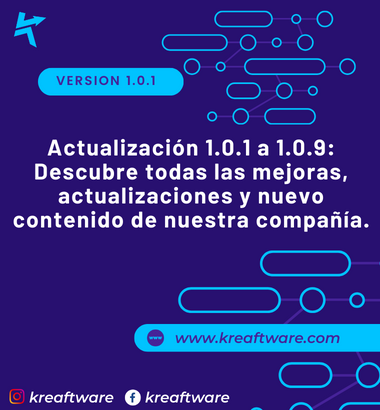 VERSION 1.0.1
Actualización 1.0.1 a 1.0.9:
Descubre todas las mejoras,
actualizaciones y nuevo
contenido de nuestra compañía.
www.kreaftware.com
kreaftware kreaftware